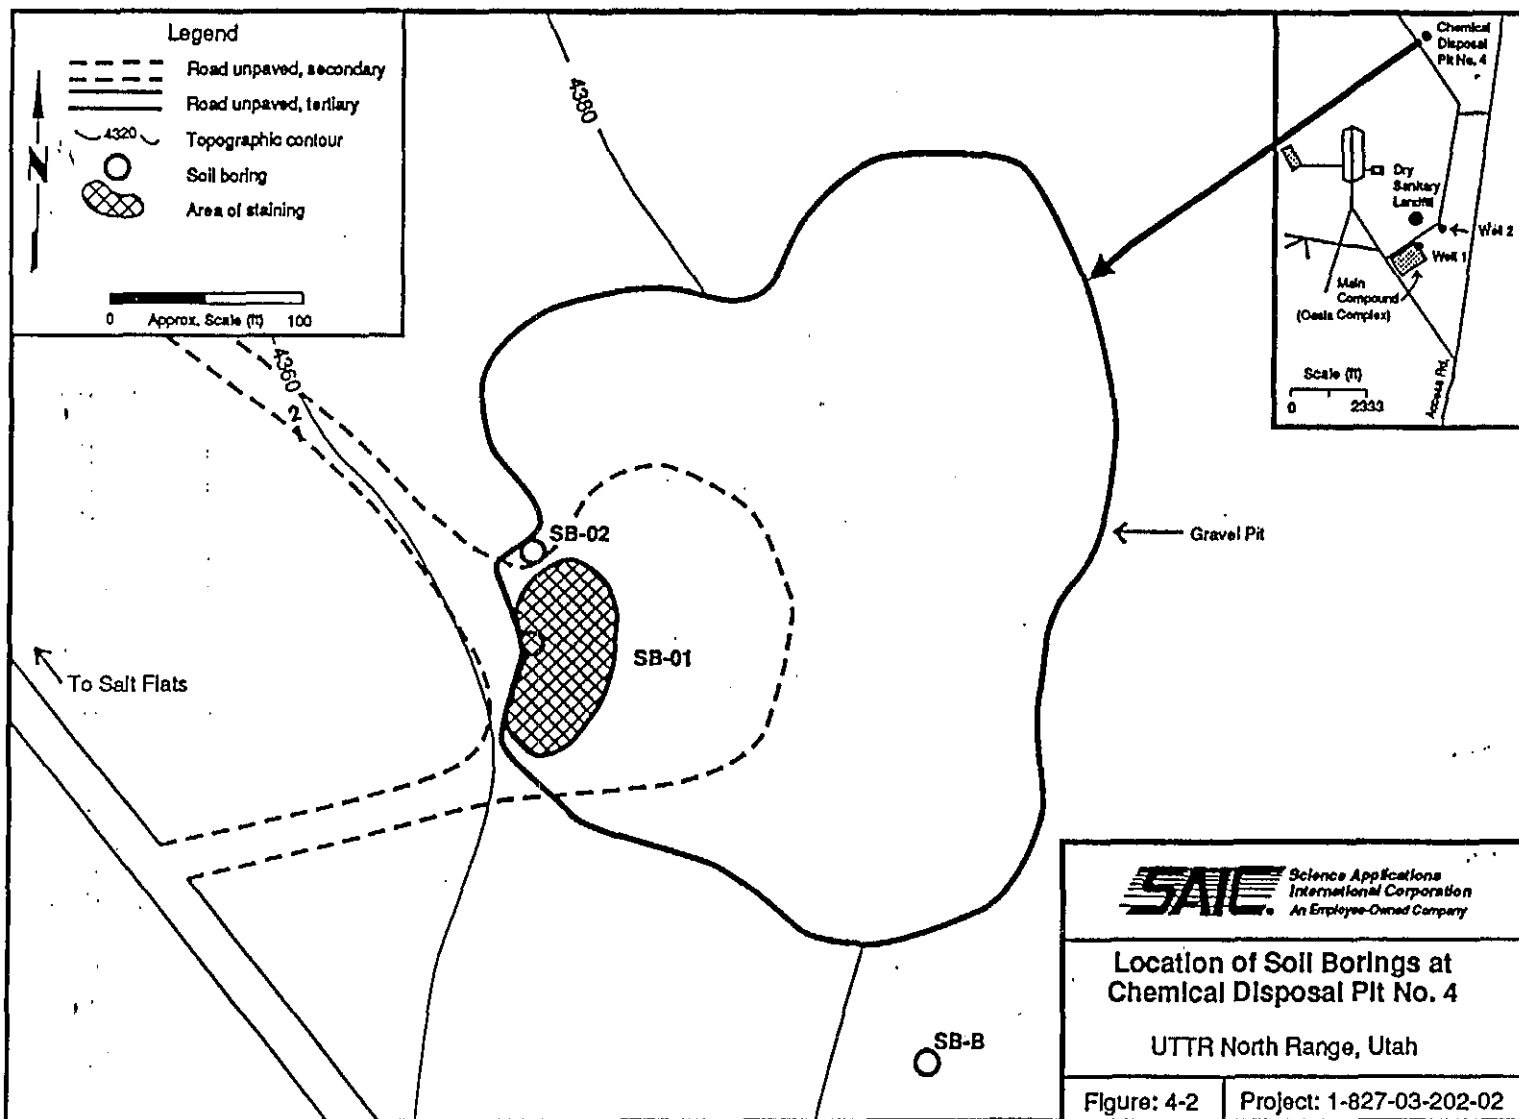 Legend
Road unpaved, secondary
Road unpaved, tertiary
4320
Topographic contour
Soil boring
Area of staining
N
0 Approx. Scale (ft) 100
4380
4360
Chemical
Disposal
Pit No. 4
Dry
Sanitary
Landfill
Well 2
Well 1
Main
Compound
(Oasis Complex)
Scale (ft)
0 2333
Access Rd.
SB-02
Gravel Pit
SB-01
To Salt Flats
SB-B
SAIC.
Science Applications
International Corporation
An Employee-Owned Company
Location of Soil Borings at
Chemical Disposal Pit No. 4
UTTR North Range, Utah
Figure: 4-2
Project: 1-827-03-202-02